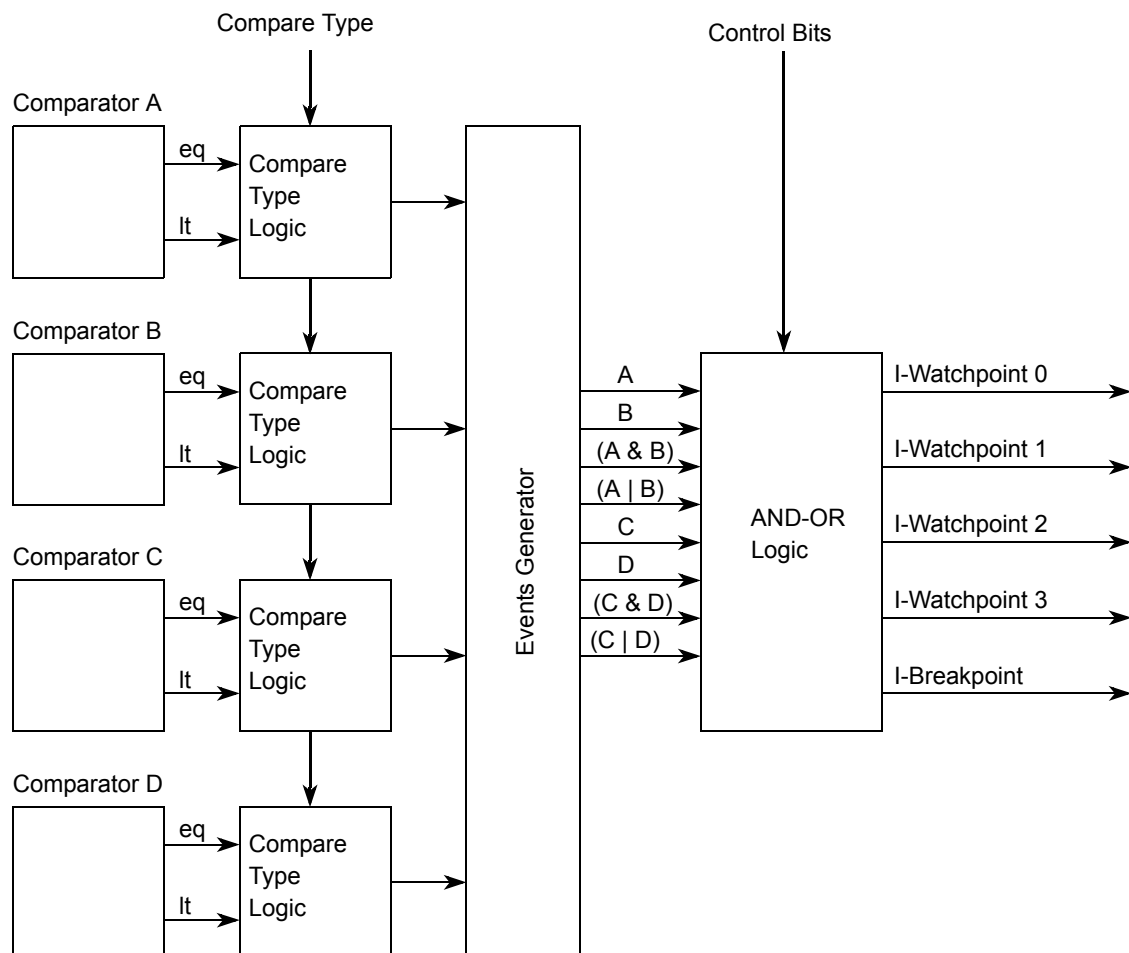 Compare Type
Control Bits
Comparator A
eq
lt
Compare
Type
Logic
Comparator B
eq
lt
Compare
Type
Logic
Comparator C
eq
lt
Compare
Type
Logic
Comparator D
eq
lt
Compare
Type
Logic
Events Generator
A
B
(A & B)
(A | B)
C
D
(C & D)
(C | D)
AND-OR
Logic
I-Watchpoint 0
I-Watchpoint 1
I-Watchpoint 2
I-Watchpoint 3
I-Breakpoint